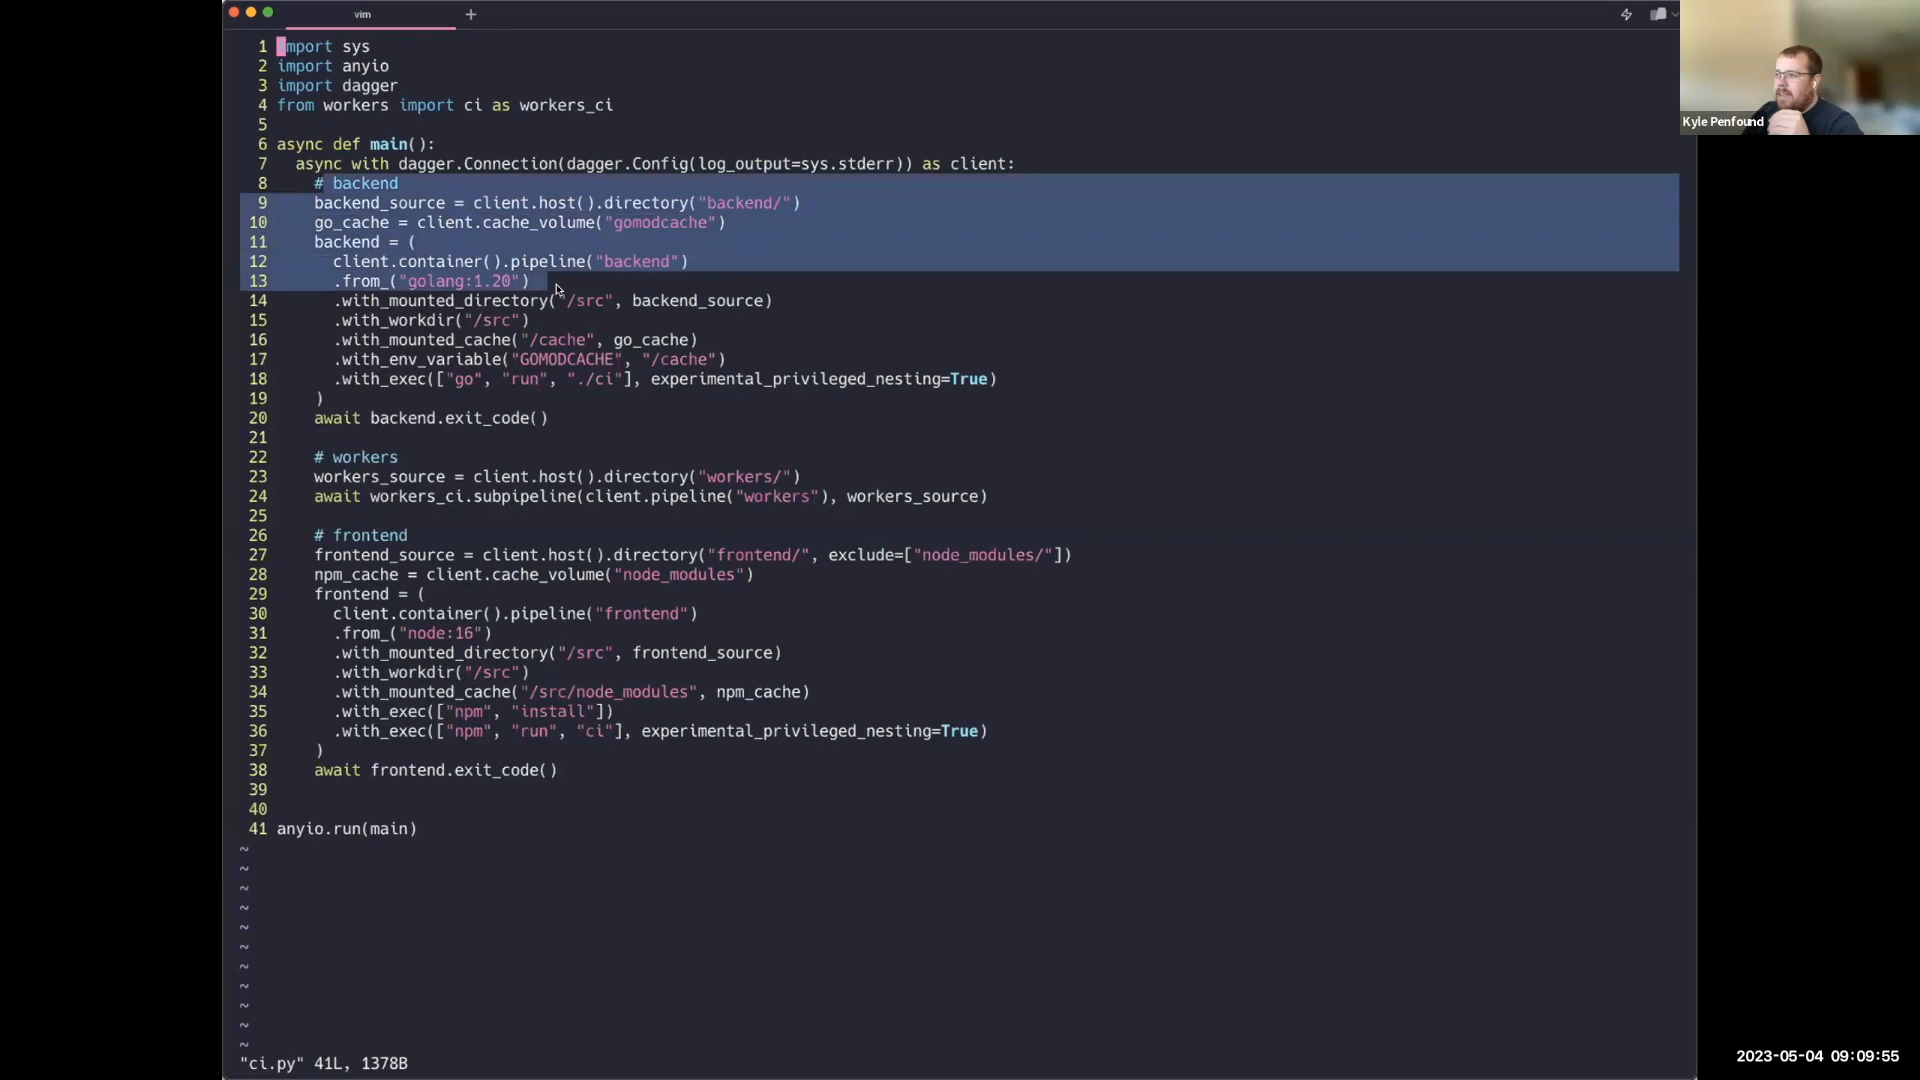 vim
+
1 import sys
2 import anyio
3 import dagger
4 from workers import ci as workers_ci
5
6 async def main():
7   async with dagger.Connection(dagger.Config(log_output=sys.stderr)) as client:
8     # backend
9     backend_source = client.host().directory("backend/")
10     go_cache = client.cache_volume("gomodcache")
11     backend = (
12       client.container().pipeline("backend")
13       .from_("golang:1.20")
14       .with_mounted_directory("/src", backend_source)
15       .with_workdir("/src")
16       .with_mounted_cache("/cache", go_cache)
17       .with_env_variable("GOMODCACHE", "/cache")
18       .with_exec(["go", "run", "./ci"], experimental_privileged_nesting=True)
19     )
20     await backend.exit_code()
21
22     # workers
23     workers_source = client.host().directory("workers/")
24     await workers_ci.subpipeline(client.pipeline("workers"), workers_source)
25
26     # frontend
27     frontend_source = client.host().directory("frontend/", exclude=["node_modules/"])
28     npm_cache = client.cache_volume("node_modules")
29     frontend = (
30       client.container().pipeline("frontend")
31       .from_("node:16")
32       .with_mounted_directory("/src", frontend_source)
33       .with_workdir("/src")
34       .with_mounted_cache("/src/node_modules", npm_cache)
35       .with_exec(["npm", "install"])
36       .with_exec(["npm", "run", "ci"], experimental_privileged_nesting=True)
37     )
38     await frontend.exit_code()
39
40
41 anyio.run(main)
~
~
~
~
~
~
~
~
~
~
~
"ci.py" 41L, 1378B
Kyle Penfound
2023-05-04 09:09:55